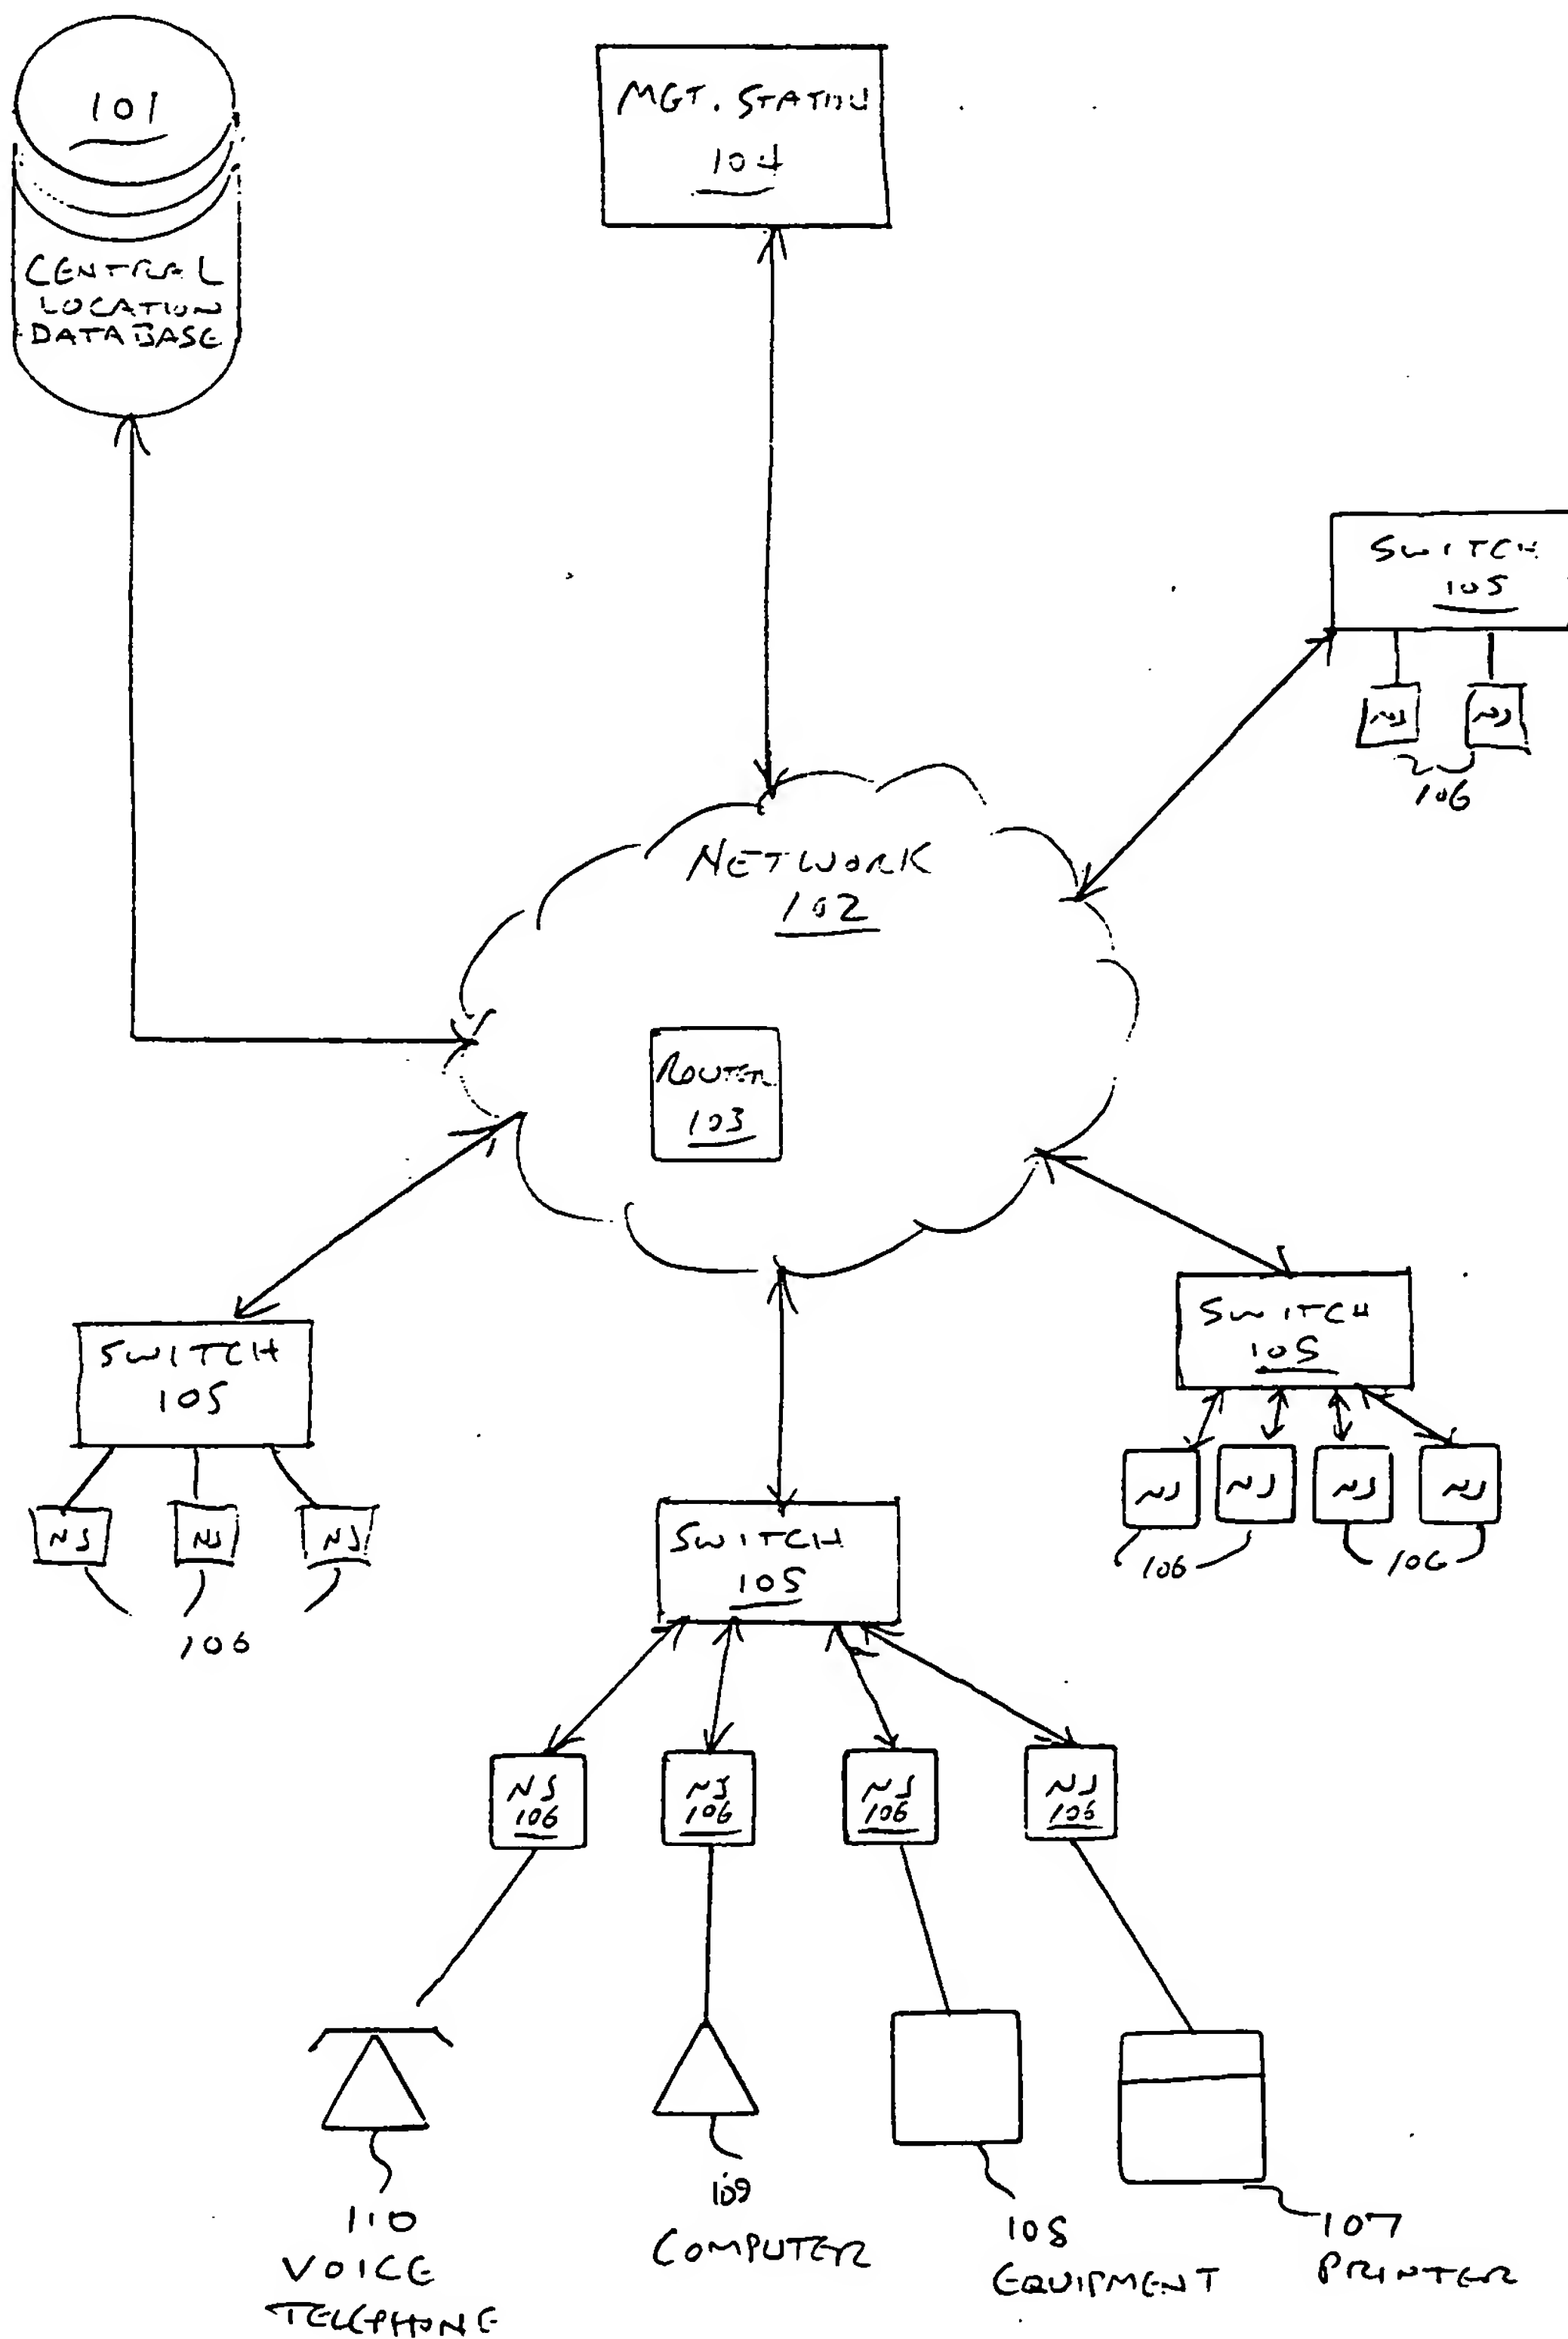 101
CENTRAL
LOCATION
DATABASE
MGT. STATION
104
SWITCH
105
NJ NJ
106
NETWORK
102
ROUTER
103
SWITCH
105
NJ NJ NJ
106
SWITCH
105
NJ NJ NJ NJ
106 106
SWITCH
105
NJ NJ NJ NJ
106 106 106 106
110
VOICE
TELEPHONE
109
COMPUTER
108
EQUIPMENT
107
PRINTER